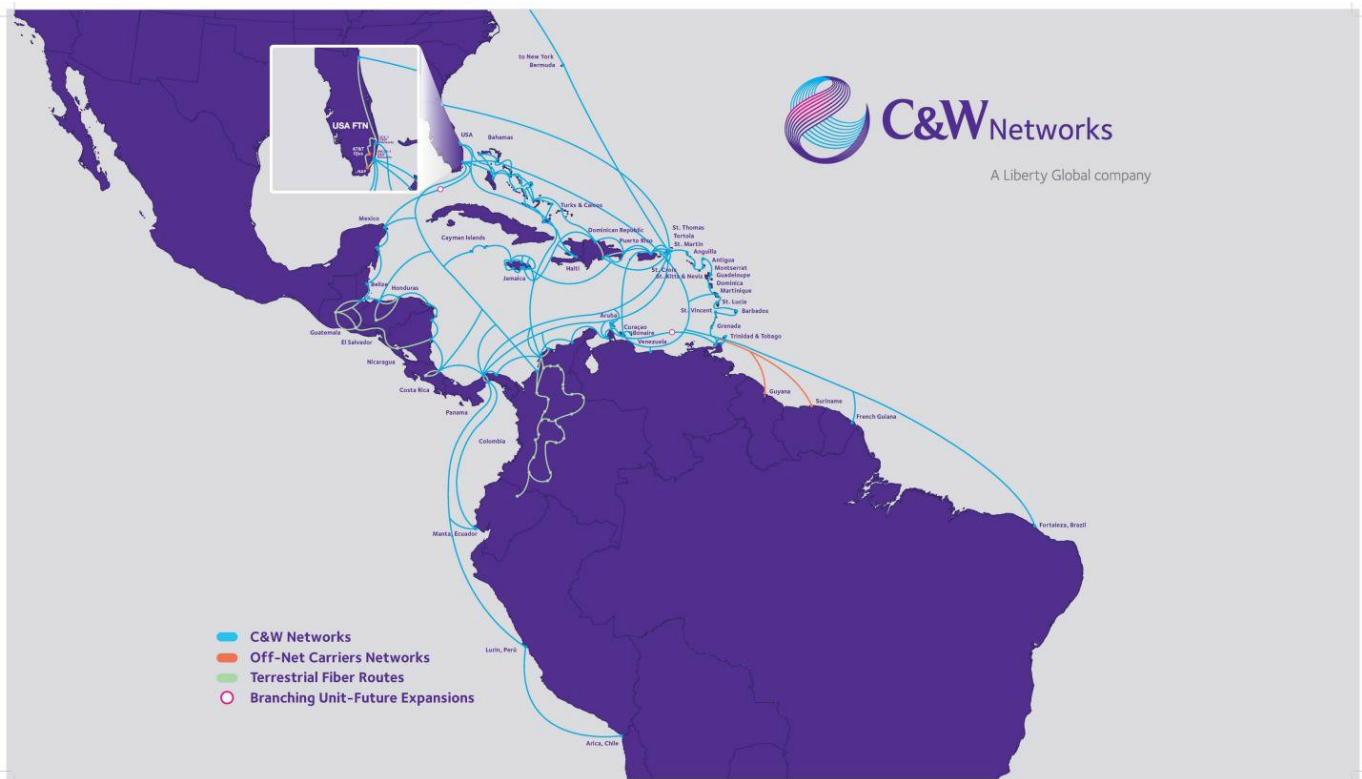 to New York
Bermuda
C&W Networks
A Liberty Global company
USA FTN
USA
Bahamas
Turks & Caicos
Mexico
Cayman Islands
Dominican Republic
Puerto Rico
St. Thomas
Tortola
St. Martin
Anguilla
Antigua
Montserrat
Guadeloupe
Dominica
Martinique
St. Lucia
Barbados
St. Vincent
Grenada
Trinidad & Tobago
St. Croix
St. Kitts & Nevis
Haiti
Jamaica
Belize
Honduras
Guatemala
El Salvador
Nicaragua
Costa Rica
Panama
Aruba
Curaçao
Bonaire
Venezuela
Guyana
Suriname
French Guiana
Colombia
Manta, Ecuador
Fortaleza, Brazil
Lurin, Perú
Arica, Chile
C&W Networks
Off-Net Carriers Networks
Terrestrial Fiber Routes
Branching Unit-Future Expansions